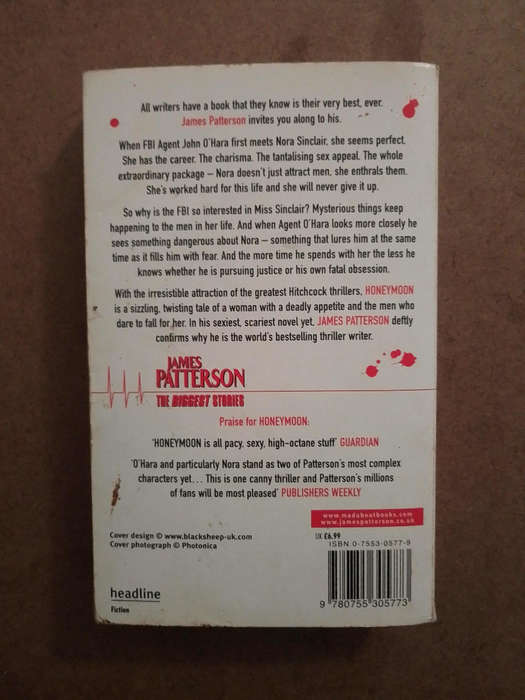 All writers have a book that they know is their very best, ever.
James Patterson invites you along to his.
When FBI Agent John O'Hara first meets Nora Sinclair, she seems perfect.
She has the career. The charisma. The tantalising sex appeal. The whole
extraordinary package – Nora doesn't just attract men, she enthrals them.
She's worked hard for this life and she will never give it up.
So why is the FBI so interested in Miss Sinclair? Mysterious things keep
happening to the men in her life. And when Agent O'Hara looks more closely he
sees something dangerous about Nora – something that lures him at the same
time as it fills him with fear. And the more time he spends with her the less he
knows whether he is pursuing justice or his own fatal obsession.
With the irresistible attraction of the greatest Hitchcock thrillers, HONEYMOON
is a sizzling, twisting tale of a woman with a deadly appetite and the men who
dare to fall for her. In his sexiest, scariest novel yet, JAMES PATTERSON deftly
confirms why he is the world's bestselling thriller writer.
JAMES
PATTERSON
THE BIGGEST STORIES
Praise for HONEYMOON:
'HONEYMOON is all pacy, sexy, high-octane stuff' GUARDIAN
'O'Hara and particularly Nora stand as two of Patterson's most complex
characters yet... This is one canny thriller and Patterson's millions
of fans will be most pleased' PUBLISHERS WEEKLY
www.madaboutbooks.com
www.jamespatterson.co.uk
Cover design © www.blacksheep-uk.com
Cover photograph © Photonica
UK £6.99
ISBN 0-7553-0577-9
9 780755 305773
headline
Fiction